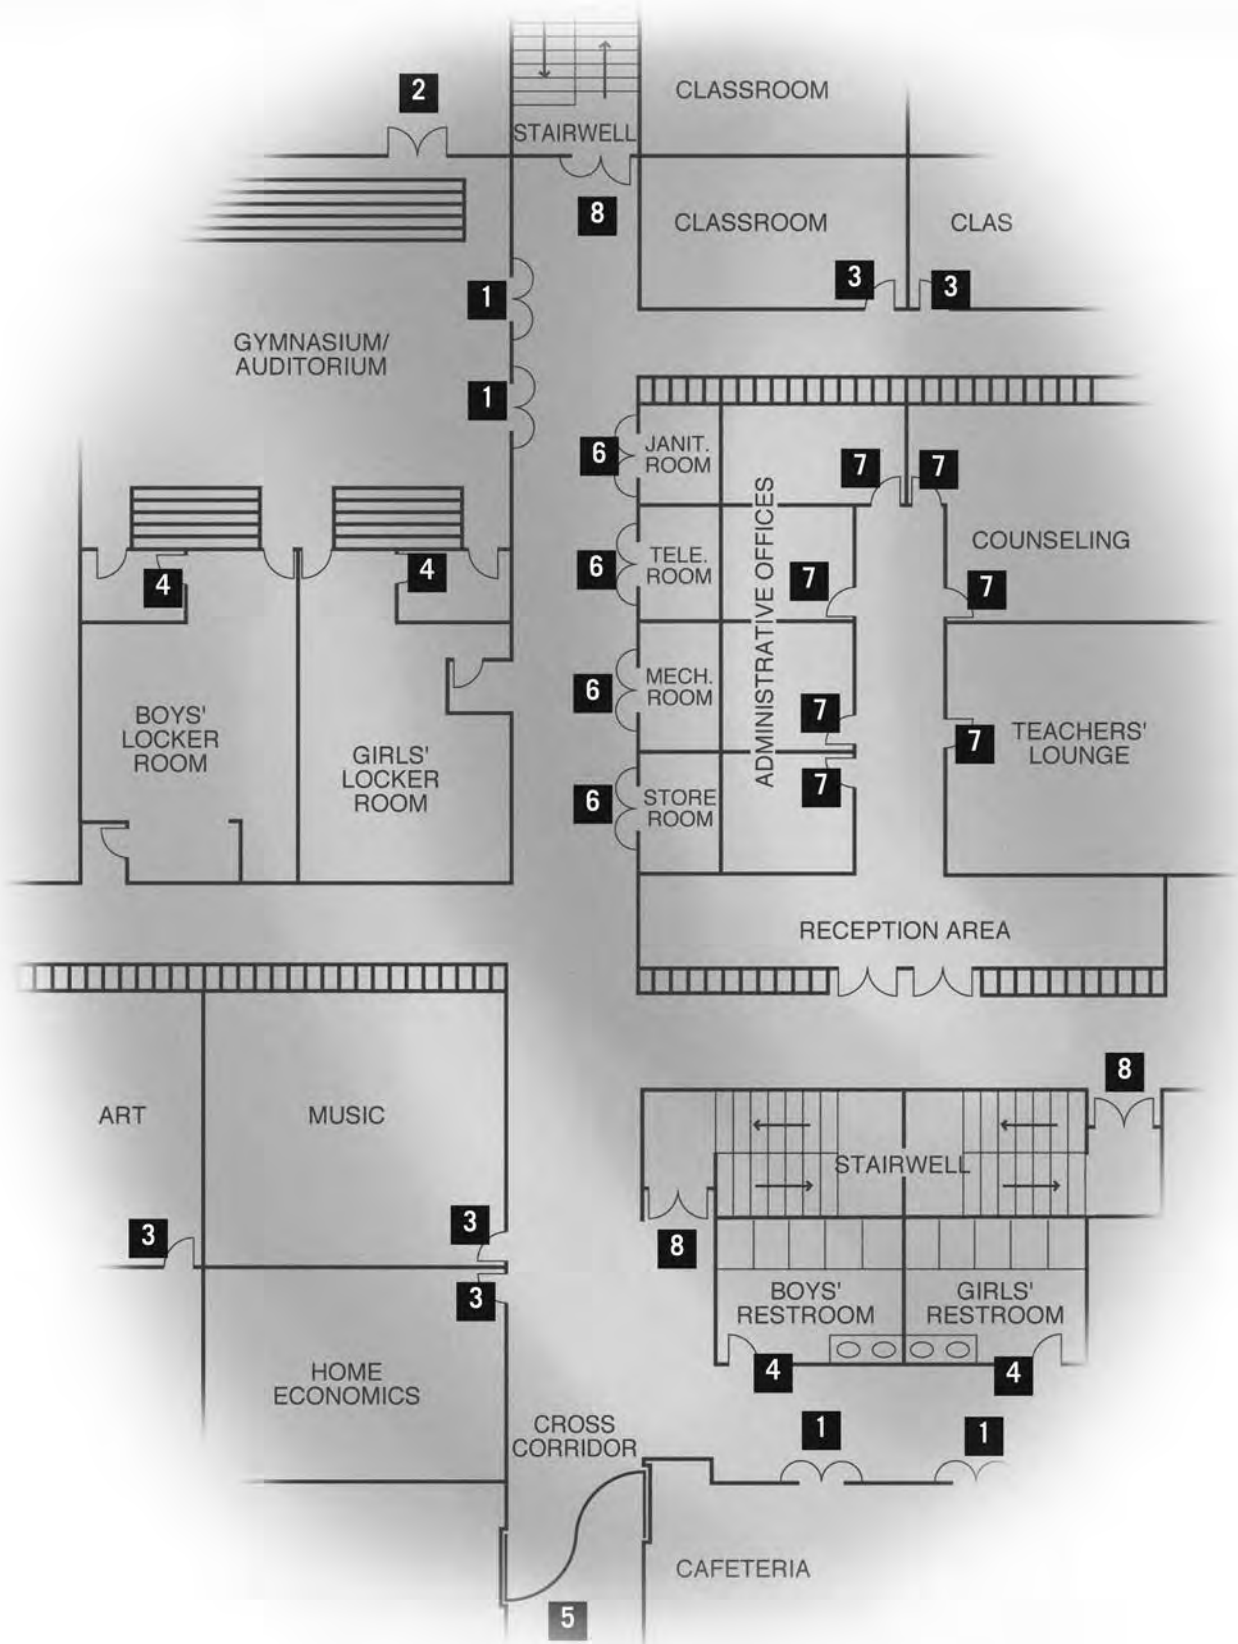 2
CLASSROOM
STAIRWELL
8
CLASSROOM
CLAS
3
3
1
GYMNASIUM/
AUDITORIUM
1
6
JANIT.
ROOM
7
7
ADMINISTRATIVE OFFICES
COUNSELING
4
4
6
TELE.
ROOM
7
7
6
MECH.
ROOM
7
7
TEACHERS'
LOUNGE
BOYS'
LOCKER
ROOM
GIRLS'
LOCKER
ROOM
6
STORE
ROOM
7
RECEPTION AREA
8
ART
MUSIC
STAIRWELL
3
3
8
3
BOYS'
RESTROOM
GIRLS'
RESTROOM
4
4
HOME
ECONOMICS
CROSS
CORRIDOR
1
1
CAFETERIA
5